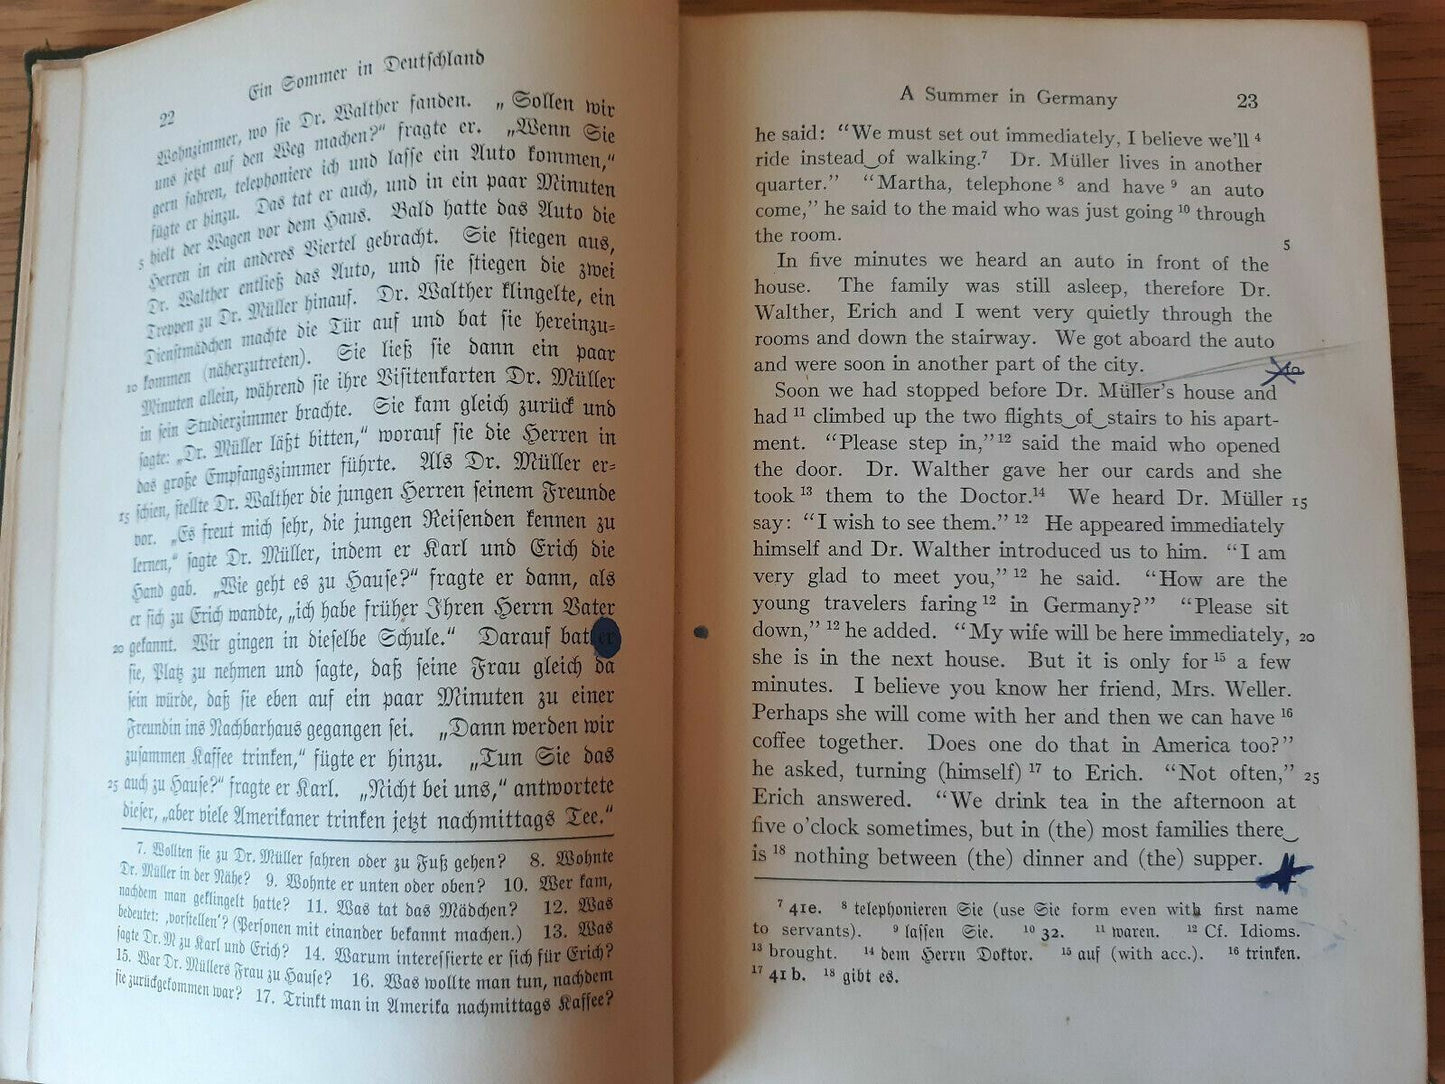 22 Ein Sommer in Deutschland
Wohnzimmer, wo sie Dr. Walther fanden. „Sollen wir
uns jetzt auf den Weg machen?“ fragte er. „Wenn Sie
gern fahren, telephoniere ich und lasse ein Auto kommen,“
fügte er hinzu. Das tat er auch, und in ein paar Minuten
5 hielt der Wagen vor dem Haus. Bald hatte das Auto die
Herren in ein anderes Viertel gebracht. Sie stiegen aus,
Dr. Walther entließ das Auto, und sie stiegen die zwei
Treppen zu Dr. Müller hinauf. Dr. Walther klingelte, ein
Dienstmädchen machte die Tür auf und bat sie hereinzu-
10 kommen (näherzutreten). Sie ließ sie dann ein paar
Minuten allein, während sie ihre Visitenkarten Dr. Müller
in sein Studierzimmer brachte. Sie kam gleich zurück und
sagte: „Dr. Müller läßt bitten,“ worauf sie die Herren in
das große Empfangszimmer führte. Als Dr. Müller er-
15 schien, stellte Dr. Walther die jungen Herren seinem Freunde
vor. „Es freut mich sehr, die jungen Reisenden kennen zu
lernen,“ sagte Dr. Müller, indem er Karl und Erich die
Hand gab. „Wie geht es zu Hause?“ fragte er dann, als
er sich zu Erich wandte, „ich habe früher Ihren Herrn Vater
20 gekannt. Wir gingen in dieselbe Schule.“ Darauf bat er
sie, Platz zu nehmen und sagte, daß seine Frau gleich da
sein würde, daß sie eben auf ein paar Minuten zu einer
Freundin ins Nachbarhaus gegangen sei. „Dann werden wir
zusammen Kaffee trinken,“ fügte er hinzu. „Tun Sie das
25 auch zu Hause?“ fragte er Karl. „Nicht bei uns,“ antwortete
dieser, „aber viele Amerikaner trinken jetzt nachmittags Tee.“
7. Wollten sie zu Dr. Müller fahren oder zu Fuß gehen? 8. Wohnte
Dr. Müller in der Nähe? 9. Wohnte er unten oder oben? 10. Wer kam,
nachdem man geklingelt hatte? 11. Was tat das Mädchen? 12. Was
bedeutet: ‚vorstellen‘? (Personen mit einander bekannt machen.) 13. Was
sagte Dr. M zu Karl und Erich? 14. Warum interessierte er sich für Erich?
15. War Dr. Müllers Frau zu Hause? 16. Was wollte man tun, nachdem
sie zurückgekommen war? 17. Trinkt man in Amerika nachmittags Kaffee?
A Summer in Germany 23
he said: “We must set out immediately, I believe we’ll ⁴
ride instead‿of walking.⁷ Dr. Müller lives in another
quarter.” “Martha, telephone ⁸ and have ⁹ an auto
come,” he said to the maid who was just going ¹⁰ through
the room. 5
In five minutes we heard an auto in front of the
house. The family was still asleep, therefore Dr.
Walther, Erich and I went very quietly through the
rooms and down the stairway. We got aboard the auto
and were soon in another part of the city. 10
Soon we had stopped before Dr. Müller’s house and
had ¹¹ climbed up the two flights‿of‿stairs to his apart-
ment. “Please step in,” ¹² said the maid who opened
the door. Dr. Walther gave her our cards and she
took ¹³ them to the Doctor.¹⁴ We heard Dr. Müller 15
say: “I wish to see them.” ¹² He appeared immediately
himself and Dr. Walther introduced us to him. “I am
very glad to meet you,” ¹² he said. “How are the
young travelers faring ¹² in Germany?” “Please sit
down,” ¹² he added. “My wife will be here immediately, 20
she is in the next house. But it is only for ¹⁵ a few
minutes. I believe you know her friend, Mrs. Weller.
Perhaps she will come with her and then we can have ¹⁶
coffee together. Does one do that in America too?”
he asked, turning (himself) ¹⁷ to Erich. “Not often,” 25
Erich answered. “We drink tea in the afternoon at
five o’clock sometimes, but in (the) most families there‿
is ¹⁸ nothing between (the) dinner and (the) supper.
⁷ 41e. ⁸ telephonieren Sie (use Sie form even with first name
to servants). ⁹ lassen Sie. ¹⁰ 32. ¹¹ waren. ¹² Cf. Idioms.
¹³ brought. ¹⁴ dem Herrn Doktor. ¹⁵ auf (with acc.). ¹⁶ trinken.
¹⁷ 41 b. ¹⁸ gibt es.